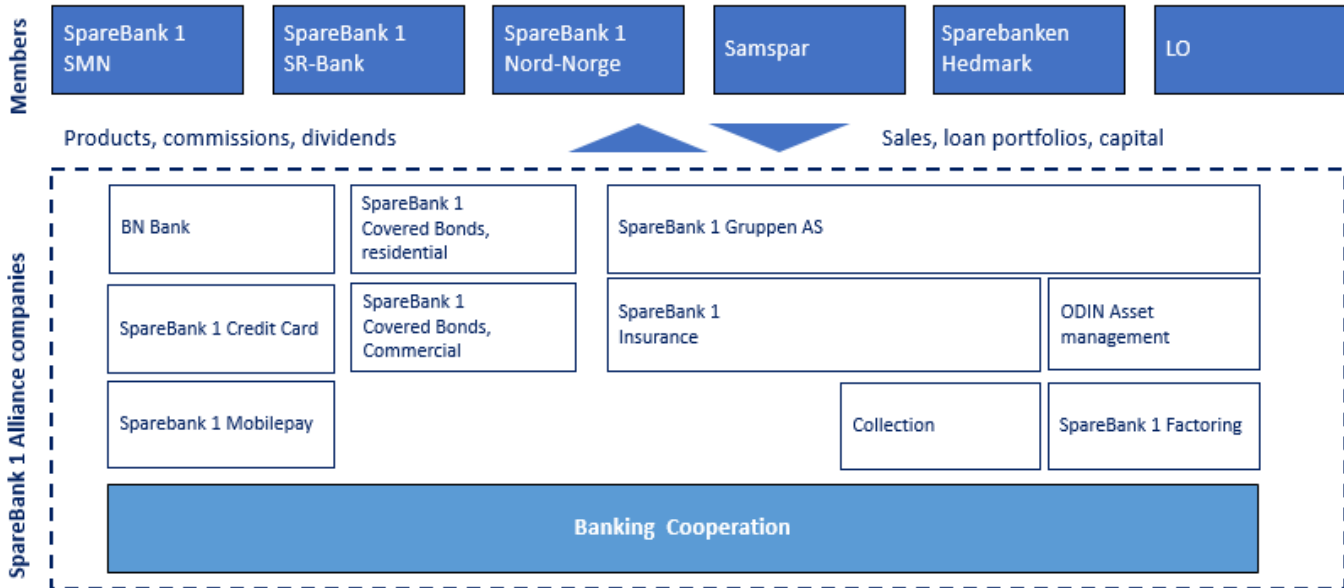 Members
SpareBank 1
SMN
SpareBank 1
SR-Bank
SpareBank 1
Nord-Norge
Samspar
Sparebanken
Hedmark
LO
Products, commissions, dividends
Sales, loan portfolios, capital
SpareBank 1 Alliance companies
BN Bank
SpareBank 1
Covered Bonds,
residential
SpareBank 1 Gruppen AS
SpareBank 1 Credit Card
SpareBank 1
Covered Bonds,
Commercial
SpareBank 1
Insurance
ODIN Asset
management
Sparebank 1 Mobilepay
Collection
SpareBank 1 Factoring
Banking Cooperation